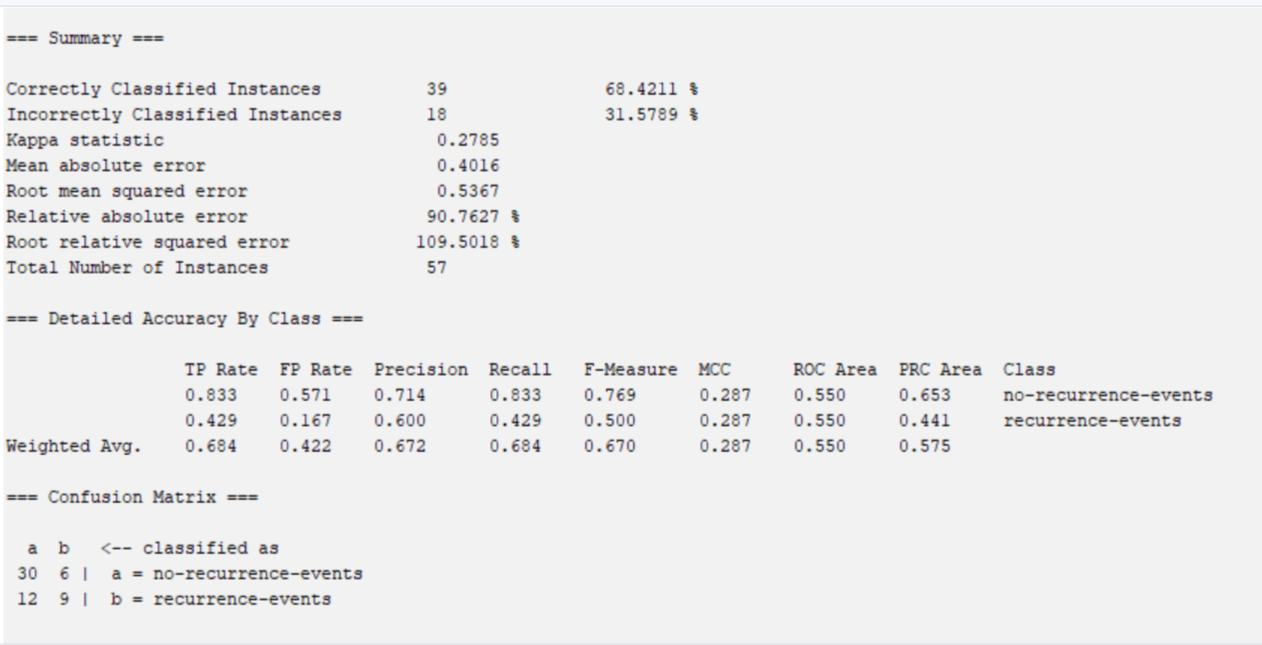 === Summary ===
Correctly Classified Instances 39 68.4211 %
Incorrectly Classified Instances 18 31.5789 %
Kappa statistic 0.2785
Mean absolute error 0.4016
Root mean squared error 0.5367
Relative absolute error 90.7627 %
Root relative squared error 109.5018 %
Total Number of Instances 57
=== Detailed Accuracy By Class ===
TP Rate FP Rate Precision Recall F-Measure MCC ROC Area PRC Area Class
0.833 0.571 0.714 0.833 0.769 0.287 0.550 0.653 no-recurrence-events
0.429 0.167 0.600 0.429 0.500 0.287 0.550 0.441 recurrence-events
Weighted Avg. 0.684 0.422 0.672 0.684 0.670 0.287 0.550 0.575
=== Confusion Matrix ===
a b <-- classified as
30 6 | a = no-recurrence-events
12 9 | b = recurrence-events